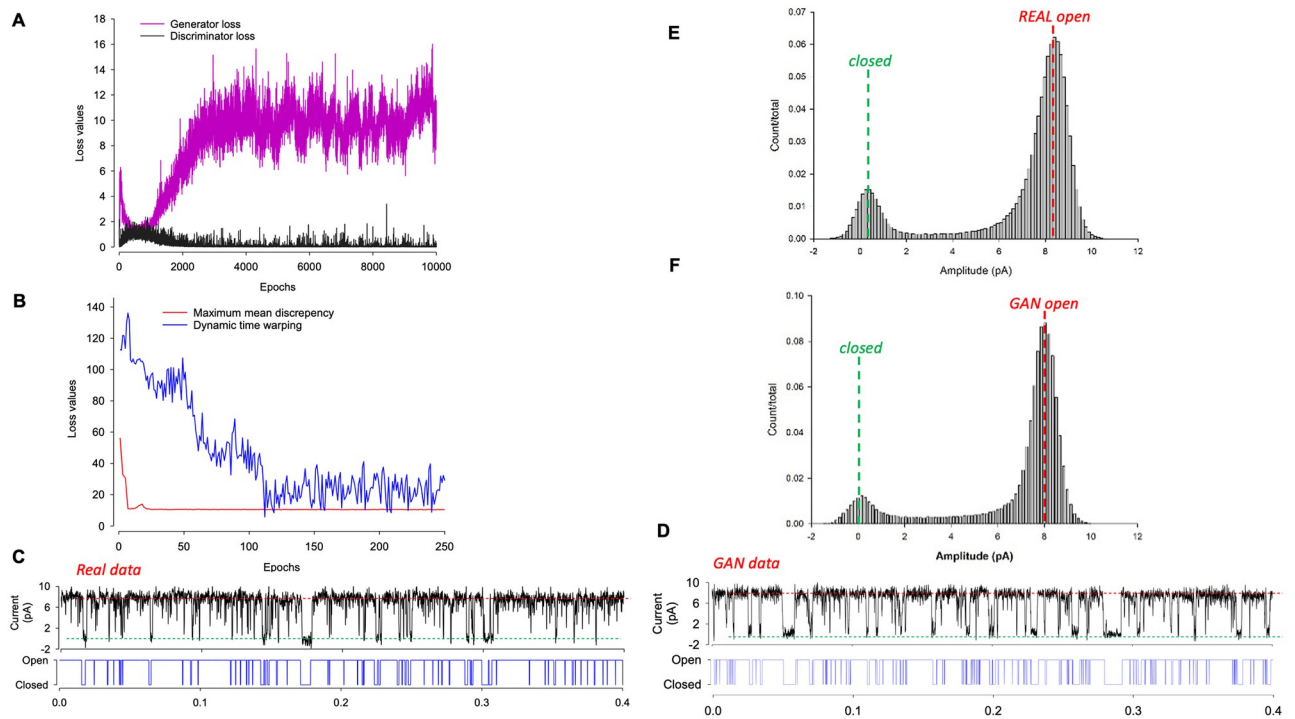 A
Generator loss
Discriminator loss
18
16
14
12
10
8
6
4
2
0
Loss values
0 2000 4000 6000 8000 10000
Epochs
B
Maximum mean discrepency
Dynamic time warping
140
120
100
80
60
40
20
0
Loss values
0 50 100 150 200 250
Epochs
C
Real data
10
6
2
-2
Current
(pA)
Open
Closed
0.0 0.1 0.2 0.3 0.4
E
REAL open
closed
0.07
0.06
0.05
0.04
0.03
0.02
0.01
0.00
Count/total
-2 0 2 4 6 8 10 12
Amplitude (pA)
F
GAN open
closed
0.10
0.08
0.06
0.04
0.02
0.00
Count/total
-2 0 2 4 6 8 10 12
Amplitude (pA)
D
GAN data
10
6
2
-2
Current
(pA)
Open
Closed
0.0 0.1 0.2 0.3 0.4